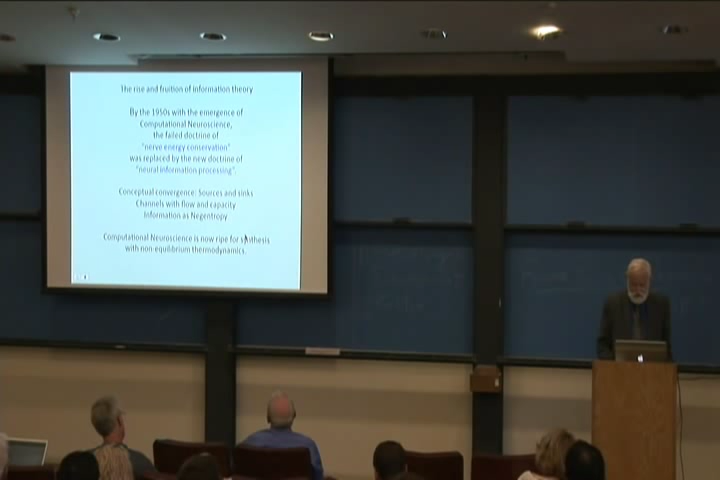 The rise and fruition of information theory
By the 1950s with the emergence of
Computational Neuroscience,
the failed doctrine of
"nerve energy conservation"
was replaced by the new doctrine of
"neural information processing".
Conceptual convergence: Sources and sinks
Channels with flow and capacity
Information as Negentropy
Computational Neuroscience is now ripe for synthesis
with non-equilibrium thermodynamics.